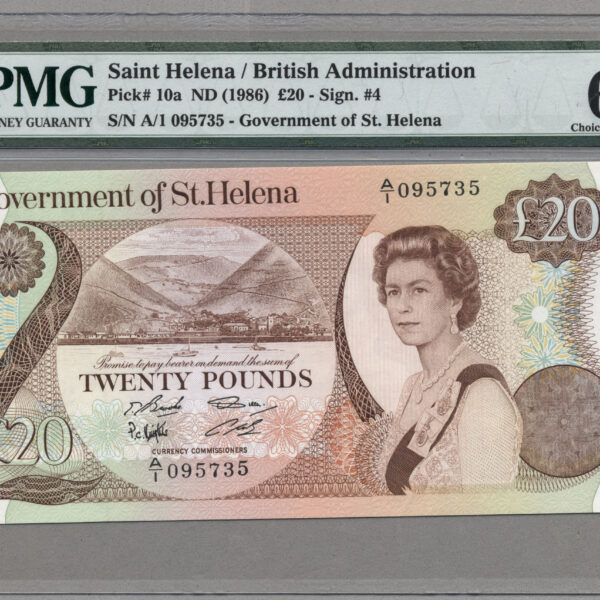 PMG
Saint Helena / British Administration
Pick# 10a ND (1986) £20 - Sign. #4
S/N A/1 095735 - Government of St. Helena
NEY GUARANTY
6
Choice
overnment of St.Helena
A/1 095735
£20
Promise to pay bearer on demand the sum of
TWENTY POUNDS
CURRENCY COMMISSIONERS
A/1 095735
£20